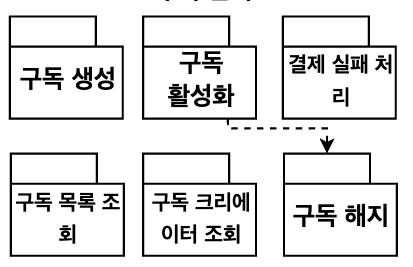 구독 생성
구독
활성화
결제 실패 처
리
구독 목록 조
회
구독 크리에
이터 조회
구독 해지